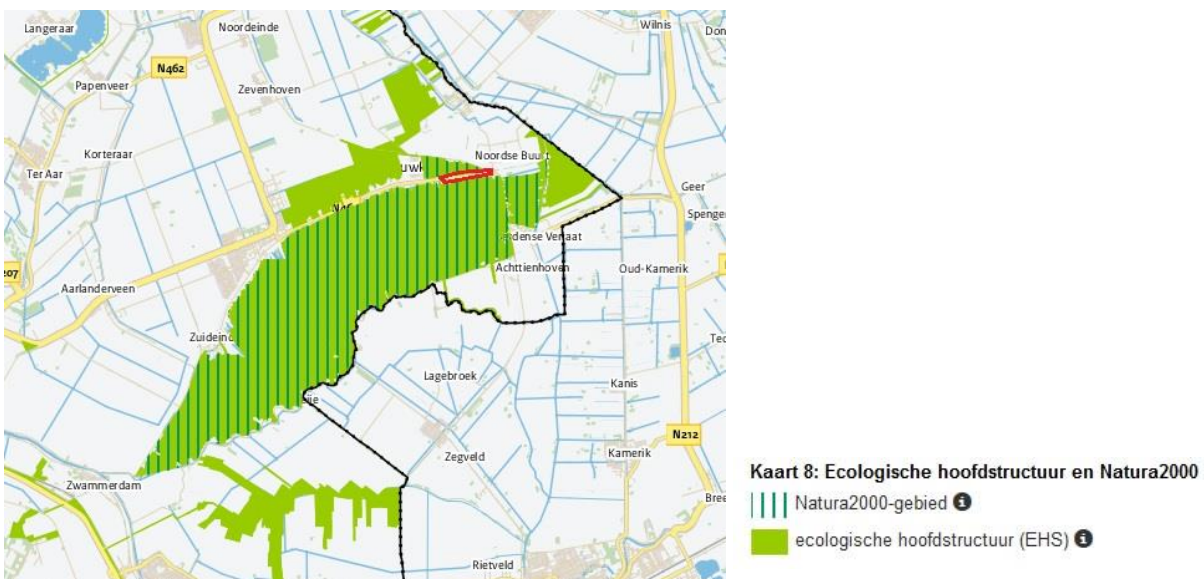 Langeraar
Noordeinde
Wilnis
N462
Papenveer
Zevenhoven
Korteraar
Noordse Buurt
Ter Aar
Geer
Achttienhoven
Oud-Kamerik
Aarlanderveen
Lagebroek
Kanis
N212
Kamerik
Zegveld
Zwammerdam
Rietveld
Kaart 8: Ecologische hoofdstructuur en Natura2000
Natura2000-gebied
ecologische hoofdstructuur (EHS)